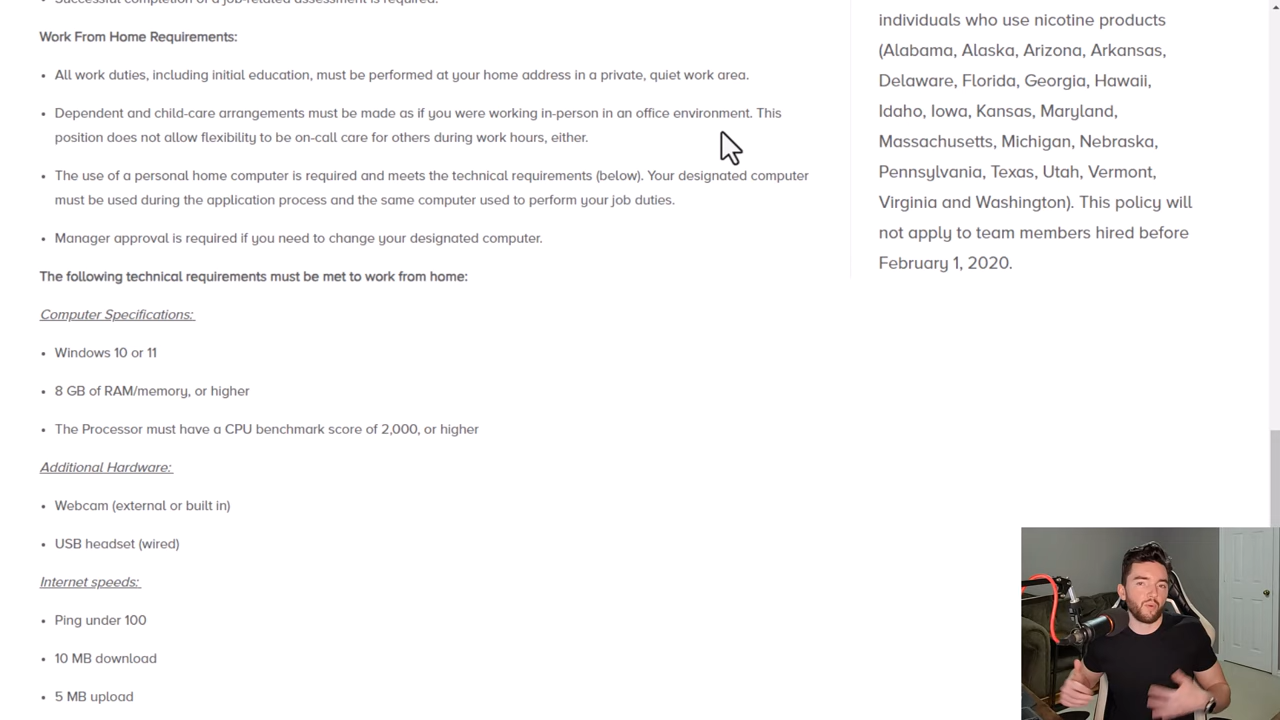 Successful completion of a job-related assessment is required.
Work From Home Requirements:
• All work duties, including initial education, must be performed at your home address in a private, quiet work area.
• Dependent and child-care arrangements must be made as if you were working in-person in an office environment. This
position does not allow flexibility to be on-call care for others during work hours, either.
• The use of a personal home computer is required and meets the technical requirements (below). Your designated computer
must be used during the application process and the same computer used to perform your job duties.
• Manager approval is required if you need to change your designated computer.
The following technical requirements must be met to work from home:
Computer Specifications:
• Windows 10 or 11
• 8 GB of RAM/memory, or higher
• The Processor must have a CPU benchmark score of 2,000, or higher
Additional Hardware:
• Webcam (external or built in)
• USB headset (wired)
Internet speeds:
• Ping under 100
• 10 MB download
• 5 MB upload
individuals who use nicotine products
(Alabama, Alaska, Arizona, Arkansas,
Delaware, Florida, Georgia, Hawaii,
Idaho, Iowa, Kansas, Maryland,
Massachusetts, Michigan, Nebraska,
Pennsylvania, Texas, Utah, Vermont,
Virginia and Washington). This policy will
not apply to team members hired before
February 1, 2020.